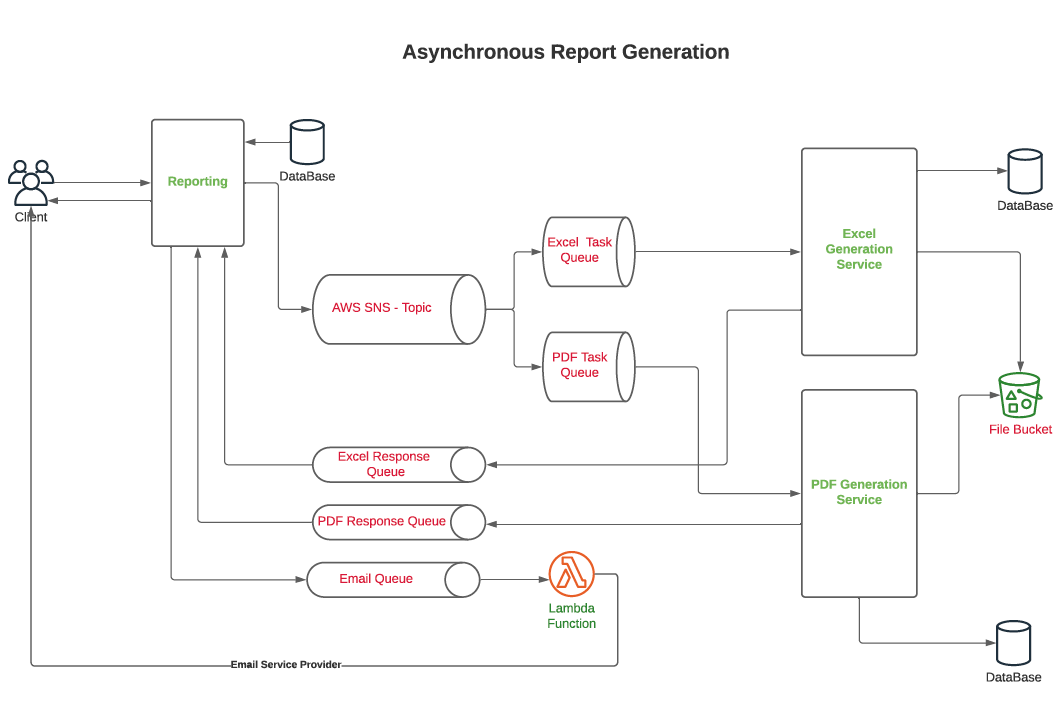 Asynchronous Report Generation
Reporting
DataBase
Client
Excel Task
Queue
AWS SNS - Topic
PDF Task
Queue
Excel
Generation
Service
DataBase
File Bucket
Excel Response
Queue
PDF Response Queue
PDF Generation
Service
Email Queue
Lambda
Function
Email Service Provider
DataBase